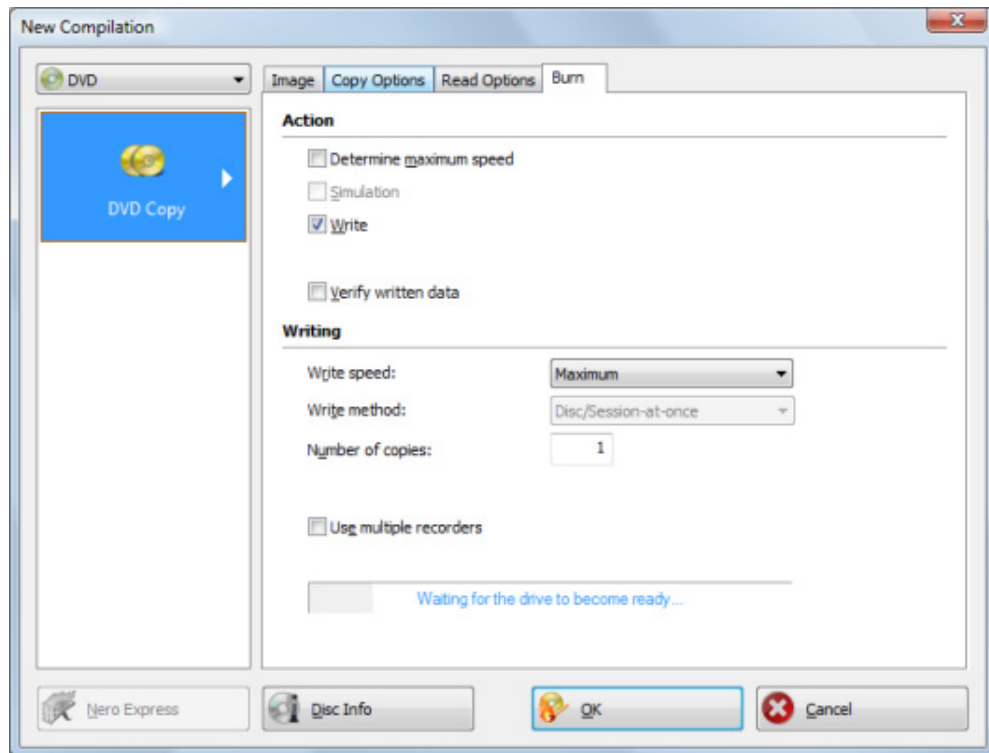 New Compilation
DVD
Image Copy Options Read Options Burn
DVD Copy
Action
Determine maximum speed
Simulation
Write
Verify written data
Writing
Write speed: Maximum
Write method: Disc/Session-at-once
Number of copies: 1
Use multiple recorders
Waiting for the drive to become ready...
Nero Express Disc Info OK Cancel